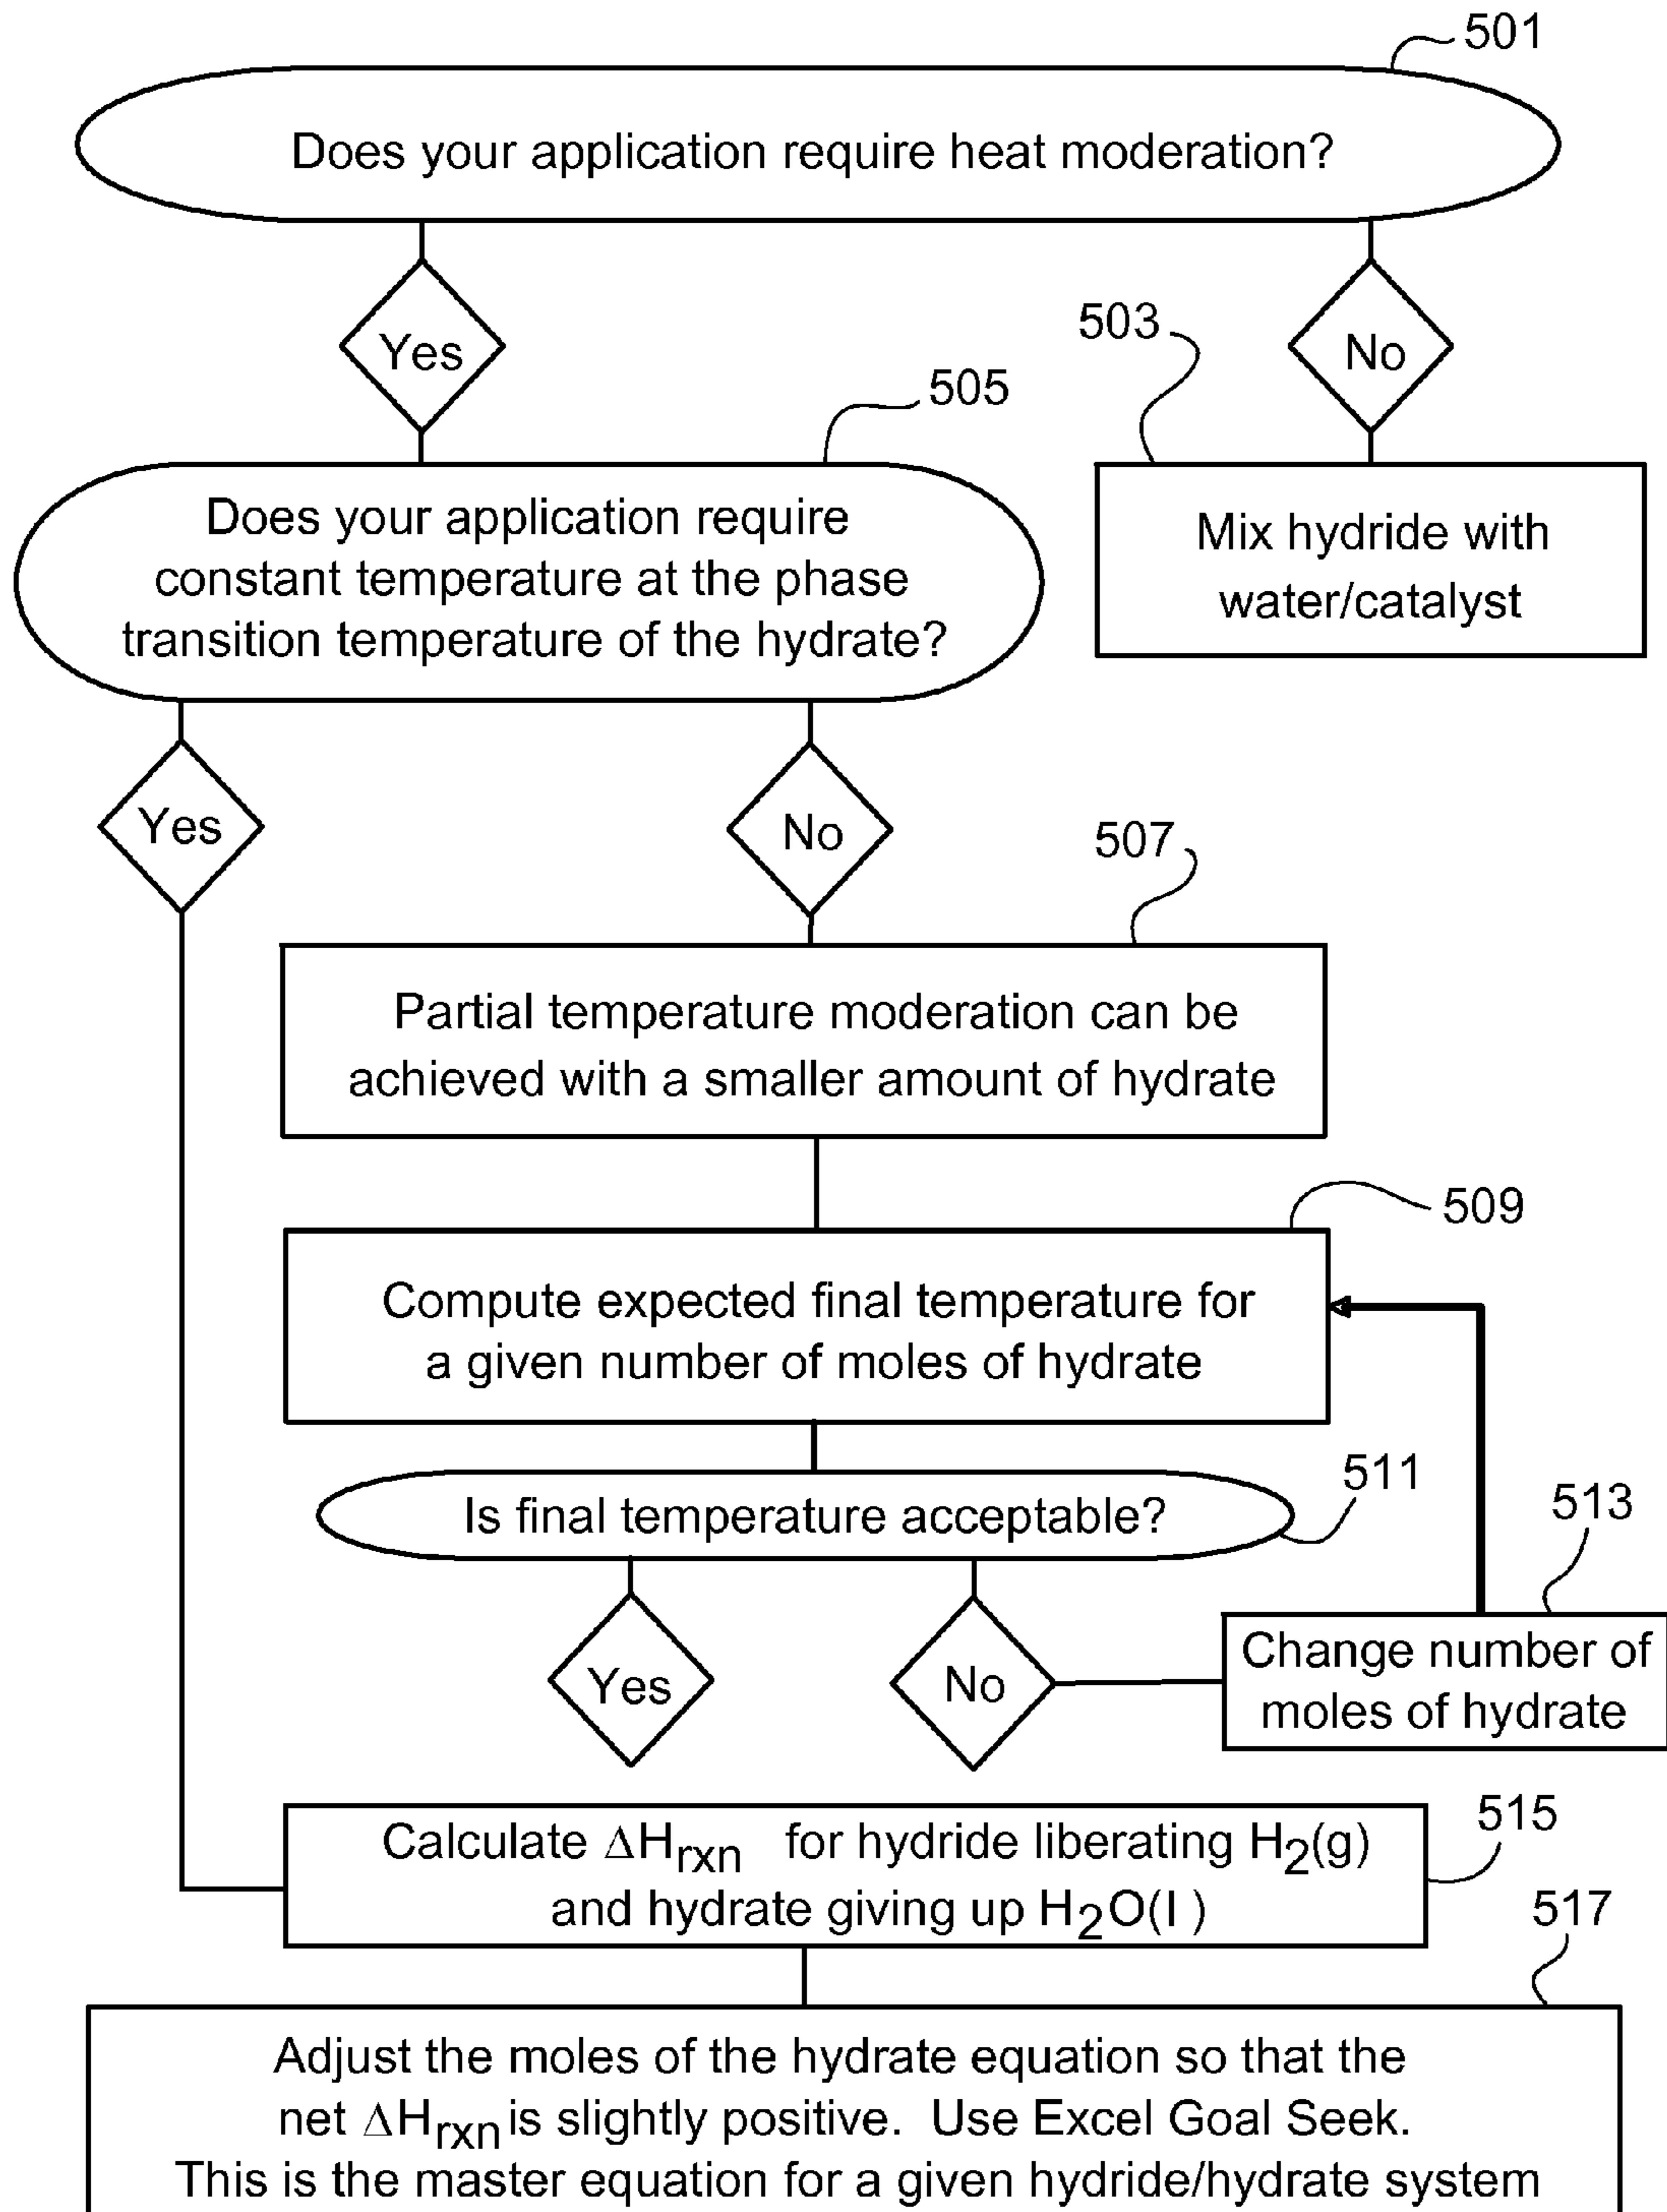 501
Does your application require heat moderation?
Yes
503
No
505
Does your application require
constant temperature at the phase
transition temperature of the hydrate?
Mix hydride with
water/catalyst
Yes
No
507
Partial temperature moderation can be
achieved with a smaller amount of hydrate
509
Compute expected final temperature for
a given number of moles of hydrate
511
Is final temperature acceptable?
513
Yes
No
Change number of
moles of hydrate
515
Calculate ΔHrxn for hydride liberating H2(g)
and hydrate giving up H2O(l)
517
Adjust the moles of the hydrate equation so that the
net ΔHrxn is slightly positive. Use Excel Goal Seek.
This is the master equation for a given hydride/hydrate system